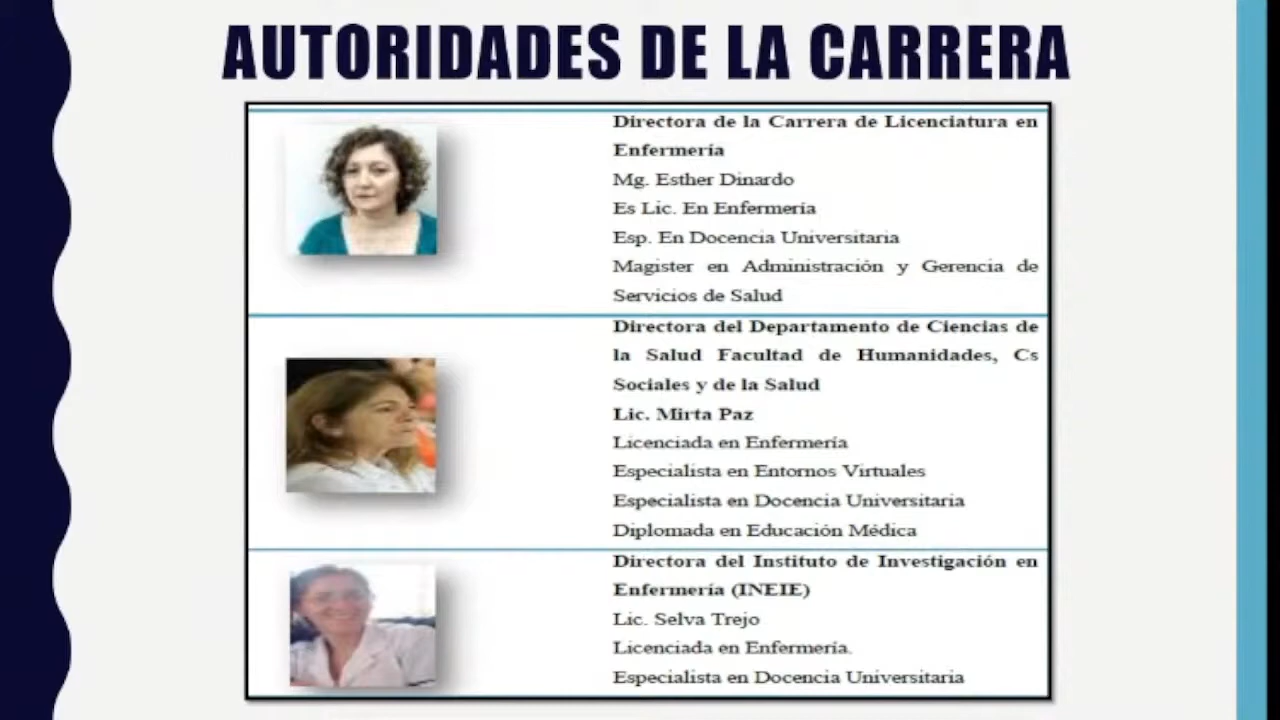 AUTORIDADES DE LA CARRERA
Directora de la Carrera de Licenciatura en
Enfermería
Mg. Esther Dinardo
Es Lic. En Enfermería
Esp. En Docencia Universitaria
Magister en Administración y Gerencia de
Servicios de Salud
Directora del Departamento de Ciencias de
la Salud Facultad de Humanidades, Cs
Sociales y de la Salud
Lic. Mirta Paz
Licenciada en Enfermería
Especialista en Entornos Virtuales
Especialista en Docencia Universitaria
Diplomada en Educación Médica
Directora del Instituto de Investigación en
Enfermería (INEIE)
Lic. Selva Trejo
Licenciada en Enfermería.
Especialista en Docencia Universitaria